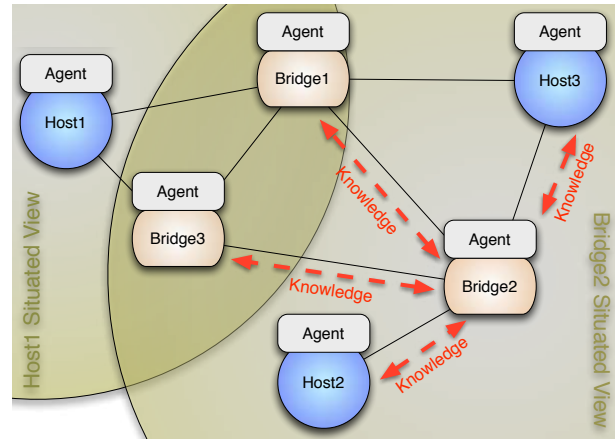 Agent
Bridge1
Agent
Host3
Agent
Host1
Knowledge
Knowledge
Agent
Bridge3
Agent
Bridge2
Knowledge
Agent
Host2
Knowledge
Host1 Situated View
Bridge2 Situated View